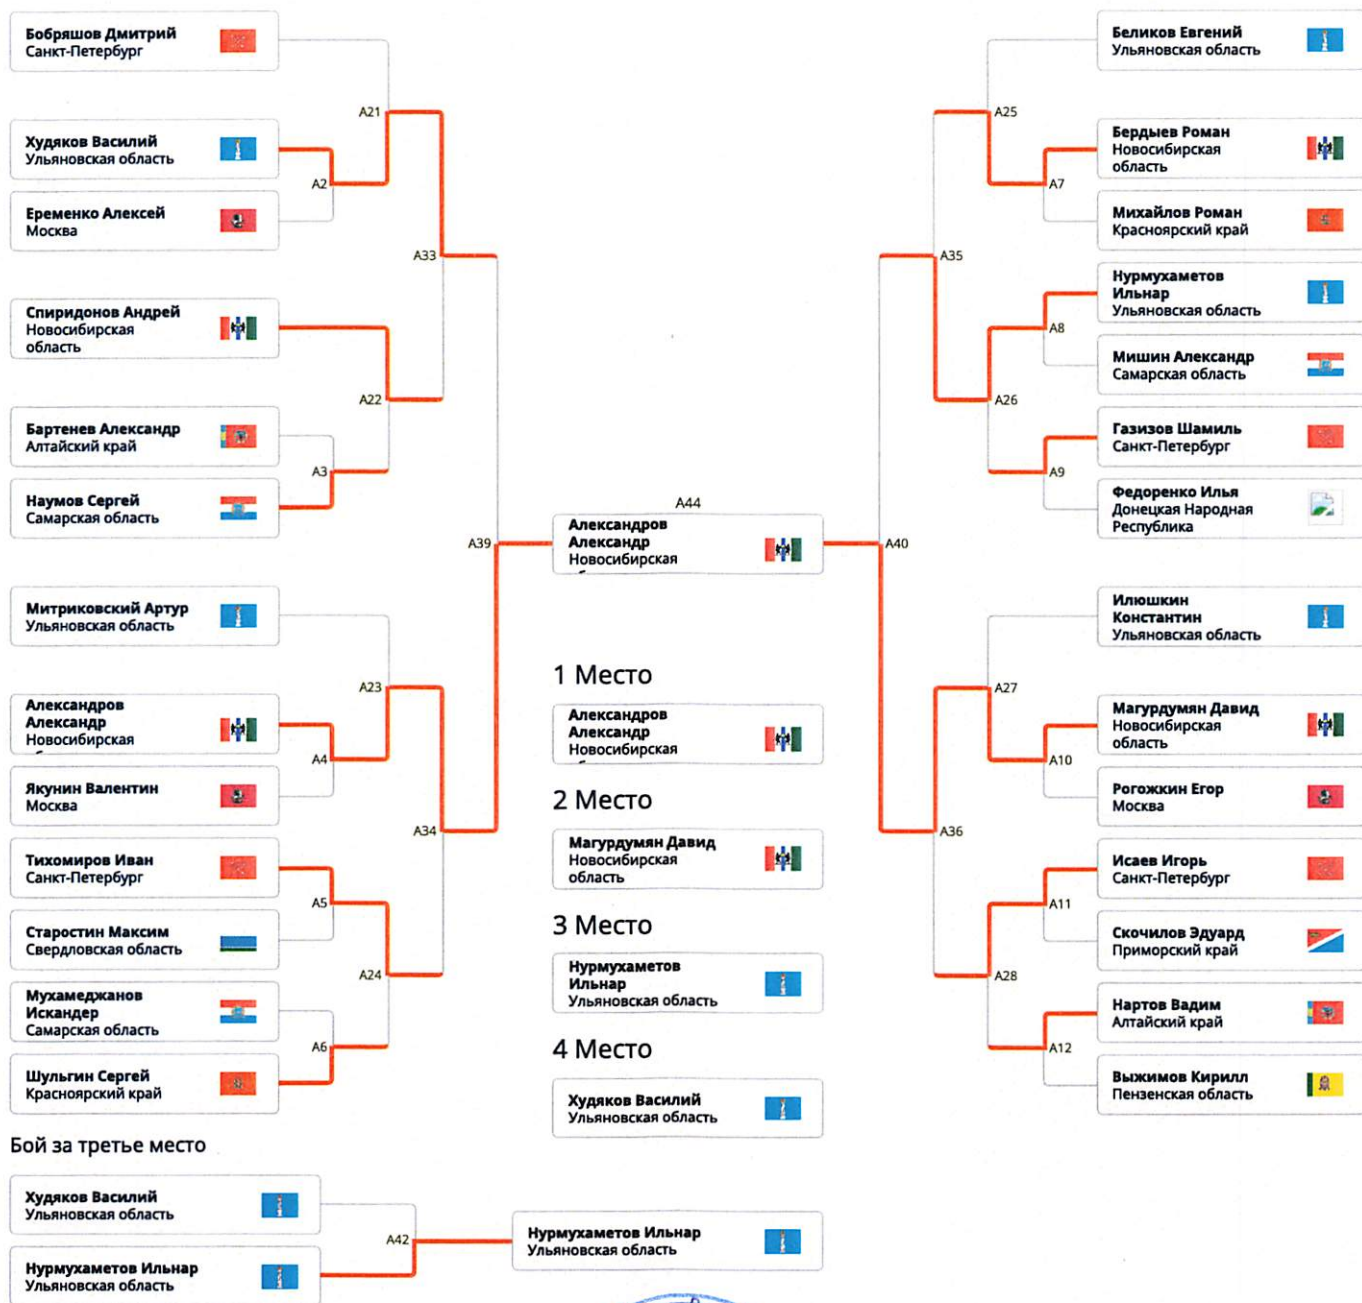 Бобряшов Дмитрий
Санкт-Петербург
A21
Худяков Василий
Ульяновская область
A2
Еременко Алексей
Москва
A33
Спиридонов Андрей
Новосибирская
область
A22
Бартенев Александр
Алтайский край
A3
Наумов Сергей
Самарская область
A39
Митриковский Артур
Ульяновская область
A23
Александров
Александр
Новосибирская
A4
Якунин Валентин
Москва
A34
Тихомиров Иван
Санкт-Петербург
A5
Старостин Максим
Свердловская область
A24
Мухамеджанов
Искандер
Самарская область
A6
Шульгин Сергей
Красноярский край
A44
Александров
Александр
Новосибирская
1 Место
Александров
Александр
Новосибирская
2 Место
Магурдумян Давид
Новосибирская
область
3 Место
Нурмухаметов
Ильнар
Ульяновская область
4 Место
Худяков Василий
Ульяновская область
Беликов Евгений
Ульяновская область
A25
Бердыев Роман
Новосибирская
область
A7
Михайлов Роман
Красноярский край
A35
Нурмухаметов
Ильнар
Ульяновская область
A8
Мишин Александр
Самарская область
A26
Газизов Шамиль
Санкт-Петербург
A9
Федоренко Илья
Донецкая Народная
Республика
A40
Илюшкин
Константин
Ульяновская область
A27
Магурдумян Давид
Новосибирская
область
A10
Рогожкин Егор
Москва
A36
Исаев Игорь
Санкт-Петербург
A11
Скочилов Эдуард
Приморский край
A28
Нартов Вадим
Алтайский край
A12
Выжимов Кирилл
Пензенская область
Бой за третье место
Худяков Василий
Ульяновская область
A42
Нурмухаметов Ильнар
Ульяновская область
Нурмухаметов Ильнар
Ульяновская область